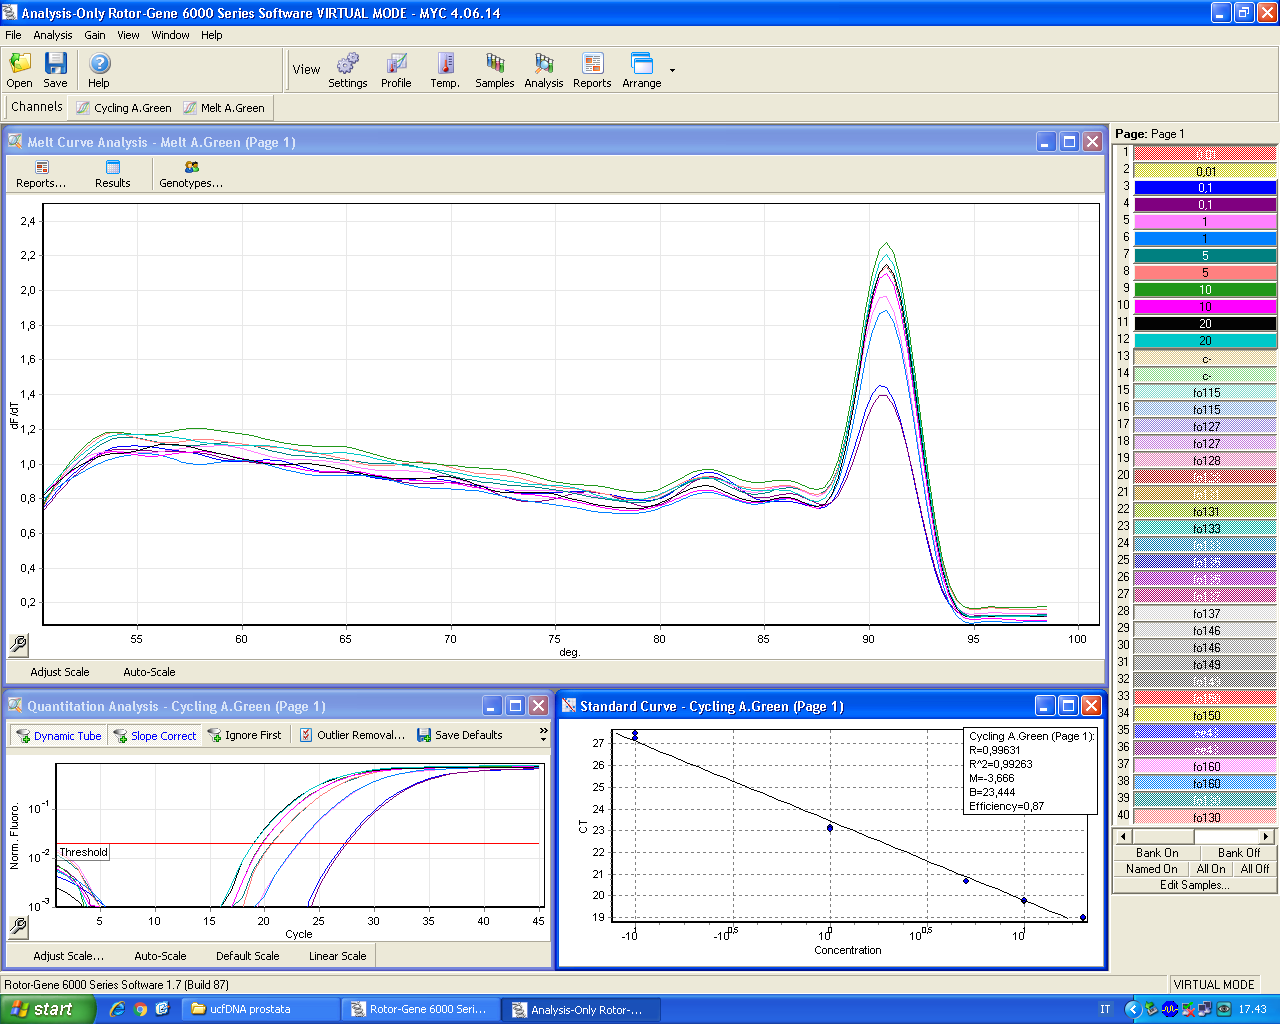 Analysis-Only Rotor-Gene 6000 Series Software VIRTUAL MODE - MYC 4.06.14
File Analysis Gain View Window Help
Open Save Help View Settings Profile Temp. Samples Analysis Reports Arrange
Channels Cycling A.Green Melt A.Green
Melt Curve Analysis - Melt A.Green (Page 1)
Reports... Results Genotypes...
2,4
2,2
2,0
1,8
1,6
1,4
1,2
1,0
0,8
0,6
0,4
0,2
dF/dT
55 60 65 70 75 80 85 90 95 100
deg.
Adjust Scale Auto-Scale
Quantitation Analysis - Cycling A.Green (Page 1)
Dynamic Tube Slope Correct Ignore First Outlier Removal... Save Defaults »
10^-1
10^-2
10^-3
Norm. Fluoro.
Threshold
5 10 15 20 25 30 35 40 45
Cycle
Adjust Scale... Auto-Scale Default Scale Linear Scale
Standard Curve - Cycling A.Green (Page 1)
27
26
25
24
23
22
21
20
19
CT
Cycling A.Green (Page 1):
R=0,99631
R^2=0,99263
M=-3,666
B=23,444
Efficiency=0,87
Concentration
Page: Page 1
1 0,01
2 0,01
3 0,1
4 0,1
5 1
6 1
7 5
8 5
9 10
10 10
11 20
12 20
13 c-
14 c-
15 fo115
16 fo115
17 fo127
18 fo127
19 fo128
20
21 fo131
22 fo131
23 fo133
24 fo133
25
26
27
28 fo137
29 fo146
30 fo146
31 fo149
32 fo149
33 fo150
34 fo150
35
36
37 fo160
38 fo160
39 fo130
40 fo130
Bank On Bank Off
Named On All On All Off
Edit Samples...
Rotor-Gene 6000 Series Software 1.7 (Build 87)
VIRTUAL MODE
start ucfDNA prostata Rotor-Gene 6000 Seri... Analysis-Only Rotor-... IT 17.43